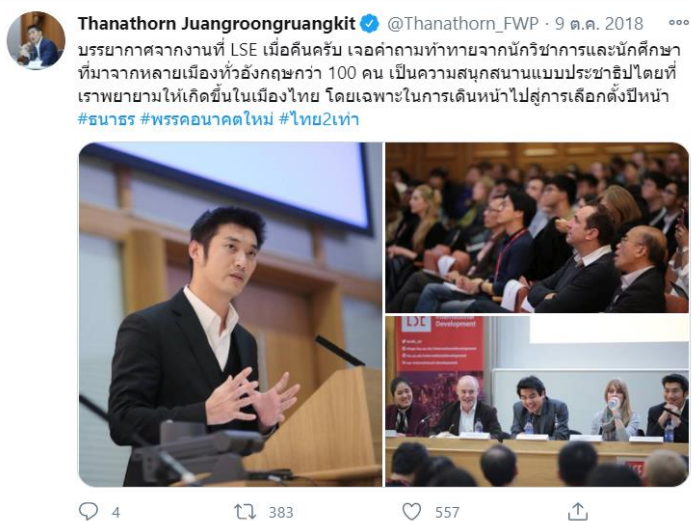 Thanathorn Juangroongruangkit @Thanathorn_FWP · 9 ต.ค. 2018
บรรยากาศจากงานที่ LSE เมื่อคืนครับ เจอคำถามท้าทายจากนักวิชาการและนักศึกษา
ที่มาจากหลายเมืองทั่วอังกฤษกว่า 100 คน เป็นความสนุกสนานแบบประชาธิปไตยที่
เราพยายามให้เกิดขึ้นในเมืองไทย โดยเฉพาะในการเดินหน้าไปสู่การเลือกตั้งปีหน้า
#ธนาธร #พรรคอนาคตใหม่ #ไทย2เท่า
LSE International
Development
LSE
4 383 557